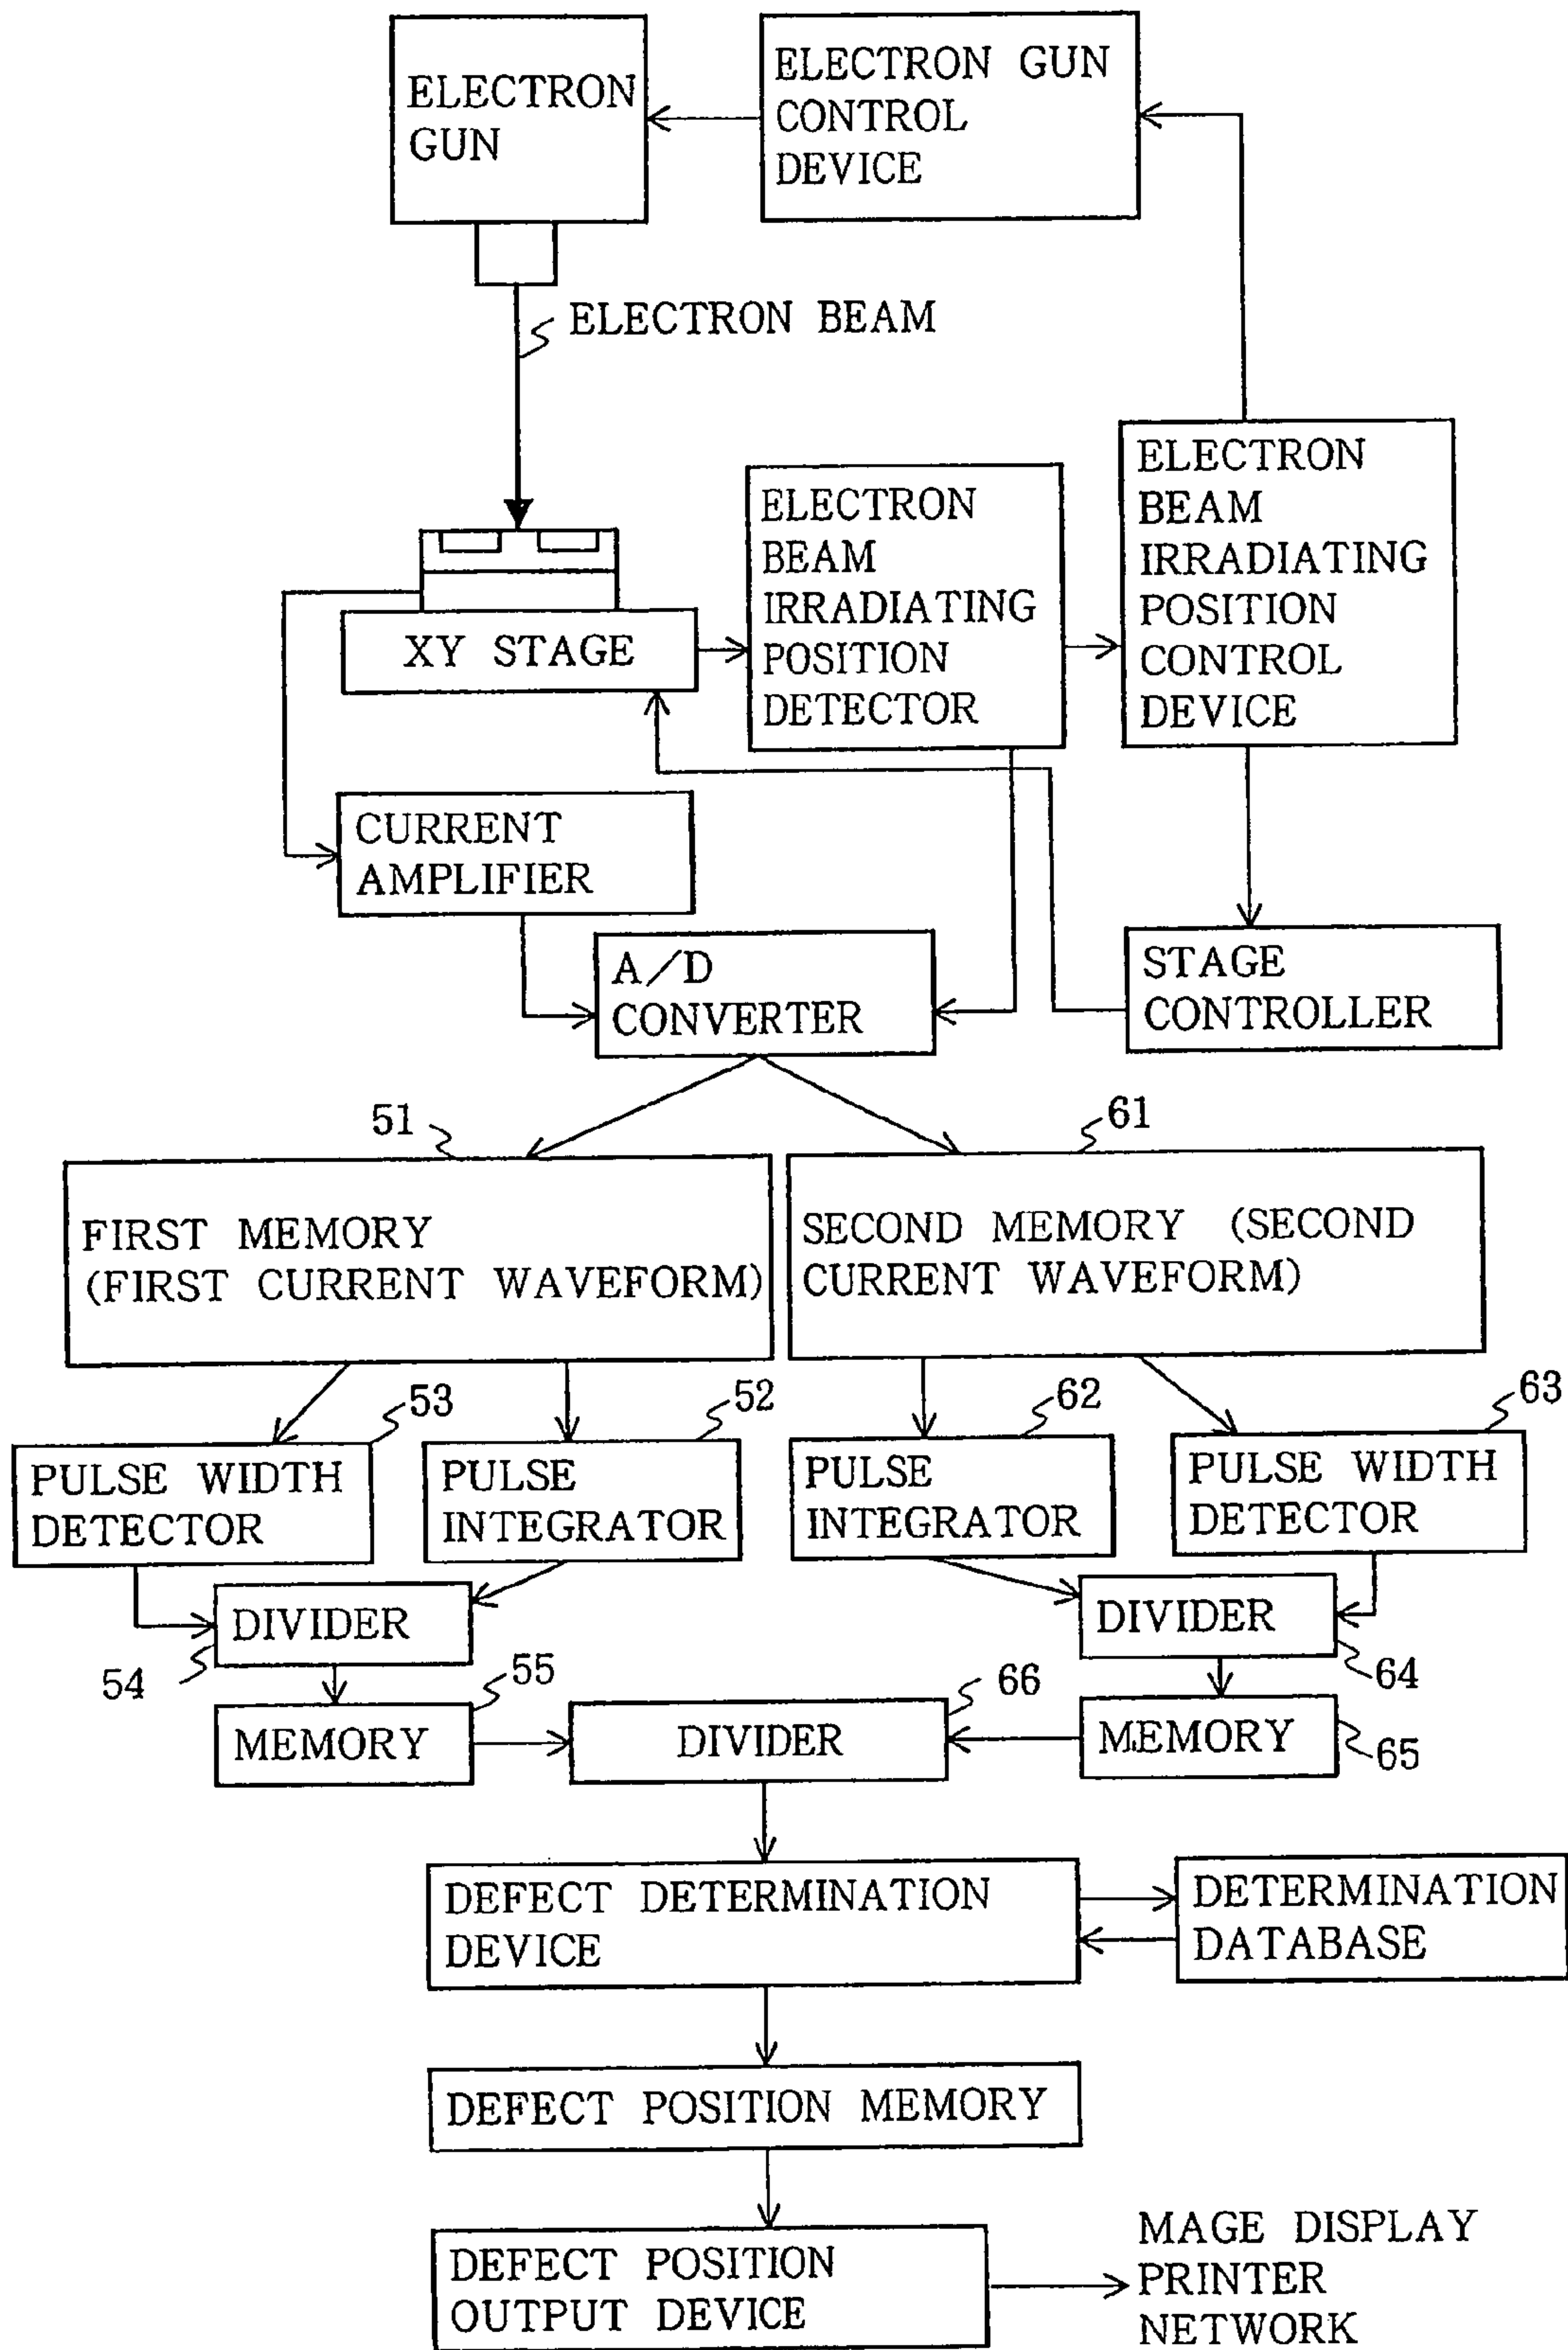 ELECTRON
GUN
ELECTRON GUN
CONTROL
DEVICE
ELECTRON BEAM
ELECTRON
BEAM
IRRADIATING
POSITION
CONTROL
DEVICE
ELECTRON
BEAM
IRRADIATING
POSITION
DETECTOR
XY STAGE
CURRENT
AMPLIFIER
A/D
CONVERTER
STAGE
CONTROLLER
51
61
FIRST MEMORY
(FIRST CURRENT WAVEFORM)
SECOND MEMORY (SECOND
CURRENT WAVEFORM)
53
52
62
63
PULSE WIDTH
DETECTOR
PULSE
INTEGRATOR
PULSE
INTEGRATOR
PULSE WIDTH
DETECTOR
DIVIDER
DIVIDER
54
55
66
64
MEMORY
DIVIDER
MEMORY
65
DEFECT DETERMINATION
DEVICE
DETERMINATION
DATABASE
DEFECT POSITION MEMORY
DEFECT POSITION
OUTPUT DEVICE
MAGE DISPLAY
PRINTER
NETWORK